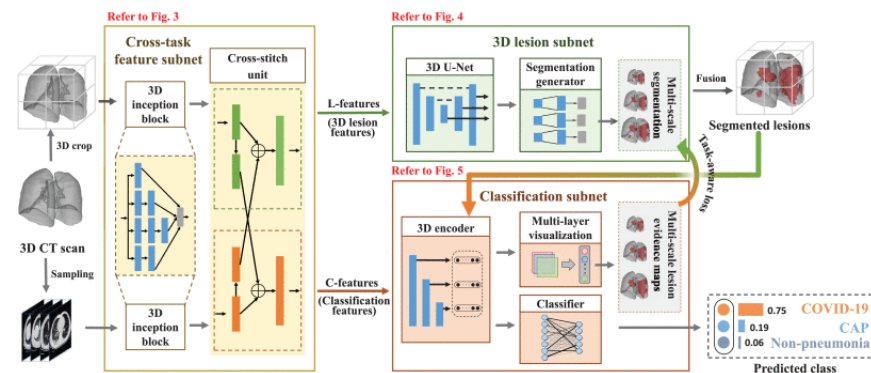 Refer to Fig. 3
Cross-task
feature subnet
3D
inception
block
Cross-stitch
unit
3D crop
3D CT scan
Sampling
3D
inception
block
L-features
(3D lesion
features)
C-features
(Classification
features)
Refer to Fig. 4
3D lesion subnet
3D U-Net
Segmentation
generator
Multi-scale
segmentation
Fusion
Segmented lesions
Task-aware loss
Refer to Fig. 5
Classification subnet
3D encoder
Multi-layer
visualization
Classifier
Multi-scale lesion
evidence maps
0.75
COVID-19
0.19
CAP
0.06
Non-pneumonia
Predicted class